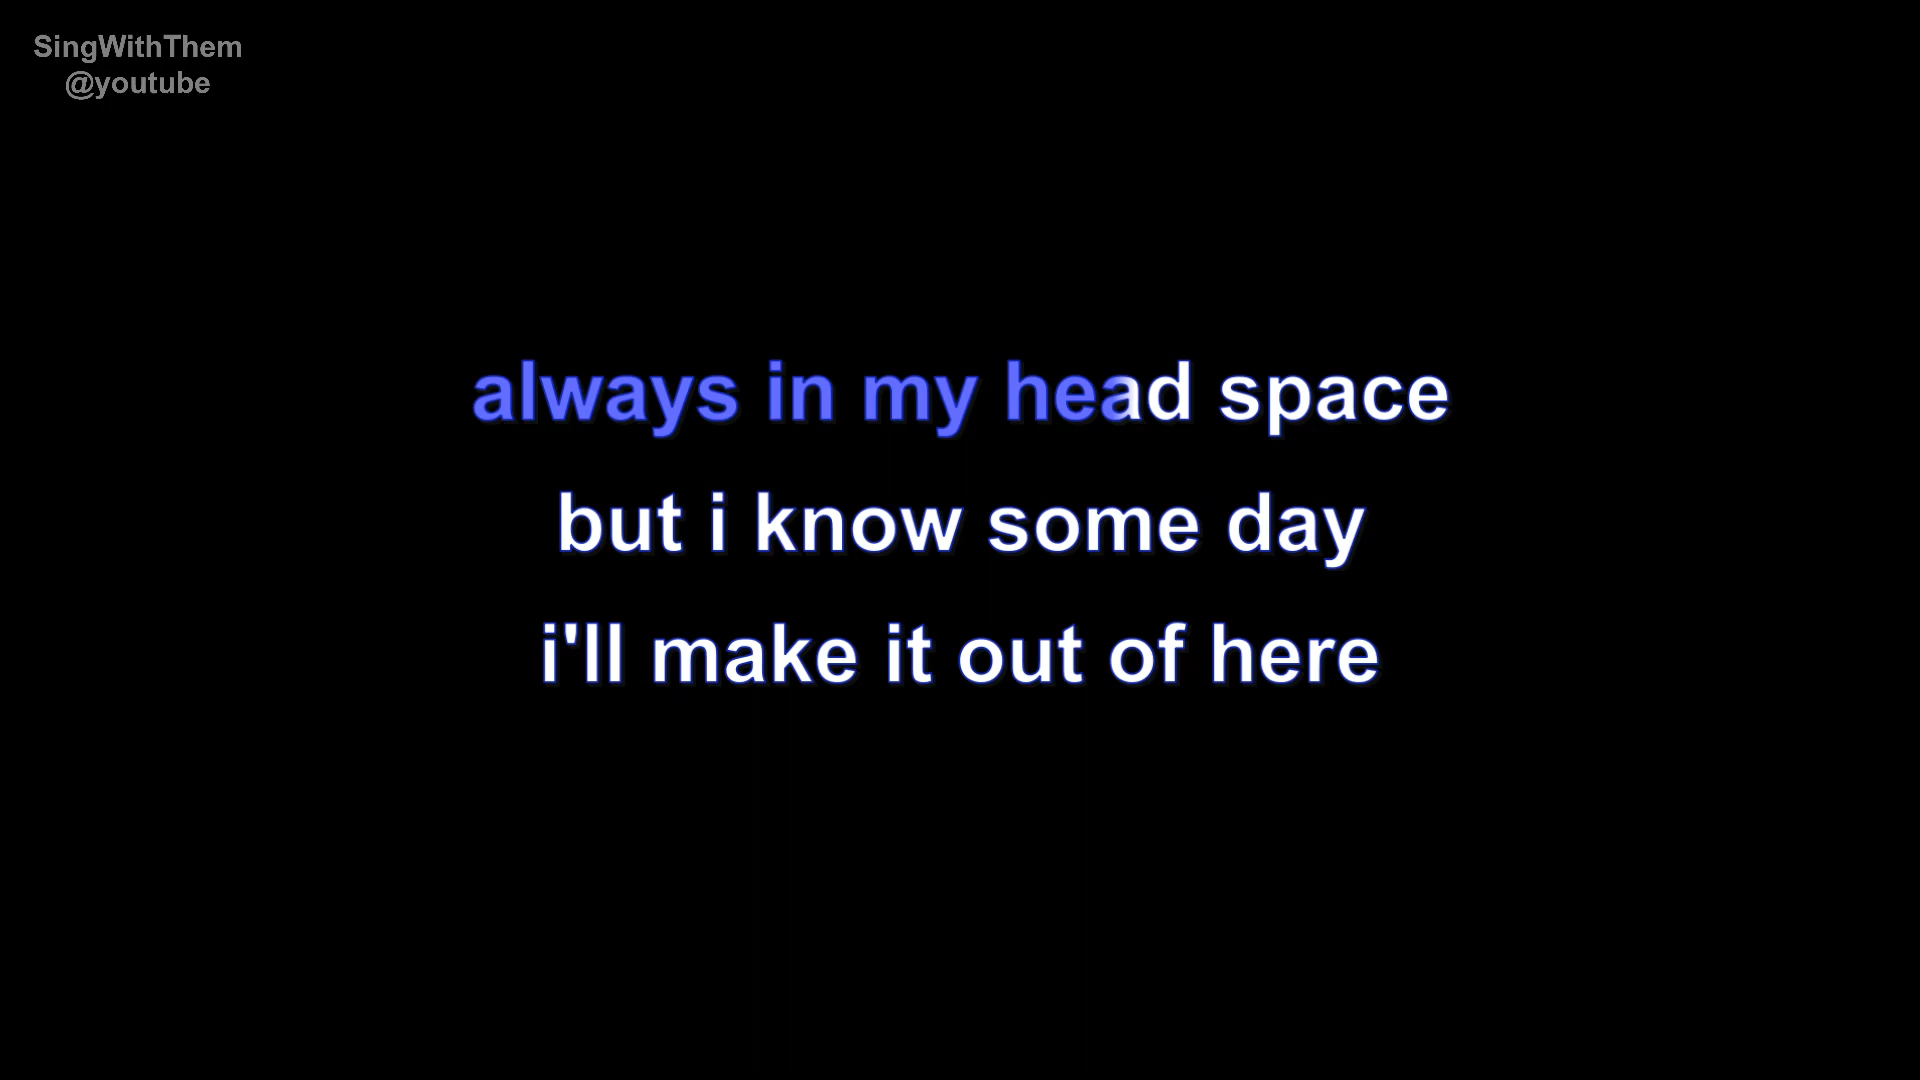 SingWithThem
@youtube
always in my head space
but i know some day
i'll make it out of here